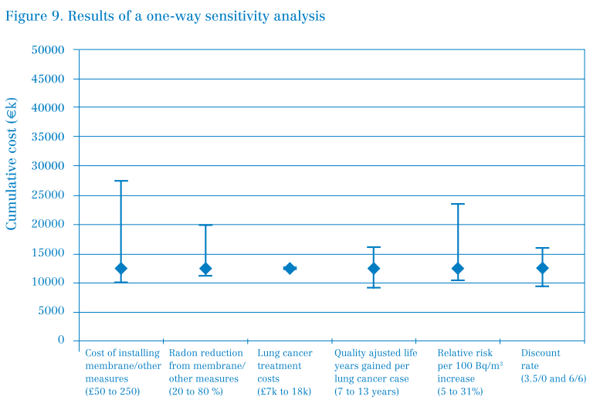 Figure 9. Results of a one-way sensitivity analysis
Cumulative cost (€k)
50000
45000
40000
35000
30000
25000
20000
15000
10000
5000
0
Cost of installing
membrane/other
measures
(£50 to 250)
Radon reduction
from membrane/
other measures
(20 to 80 %)
Lung cancer
treatment
costs
(£7k to 18k)
Quality ajusted life
years gained per
lung cancer case
(7 to 13 years)
Relative risk
per 100 Bq/m³
increase
(5 to 31%)
Discount
rate
(3.5/0 and 6/6)